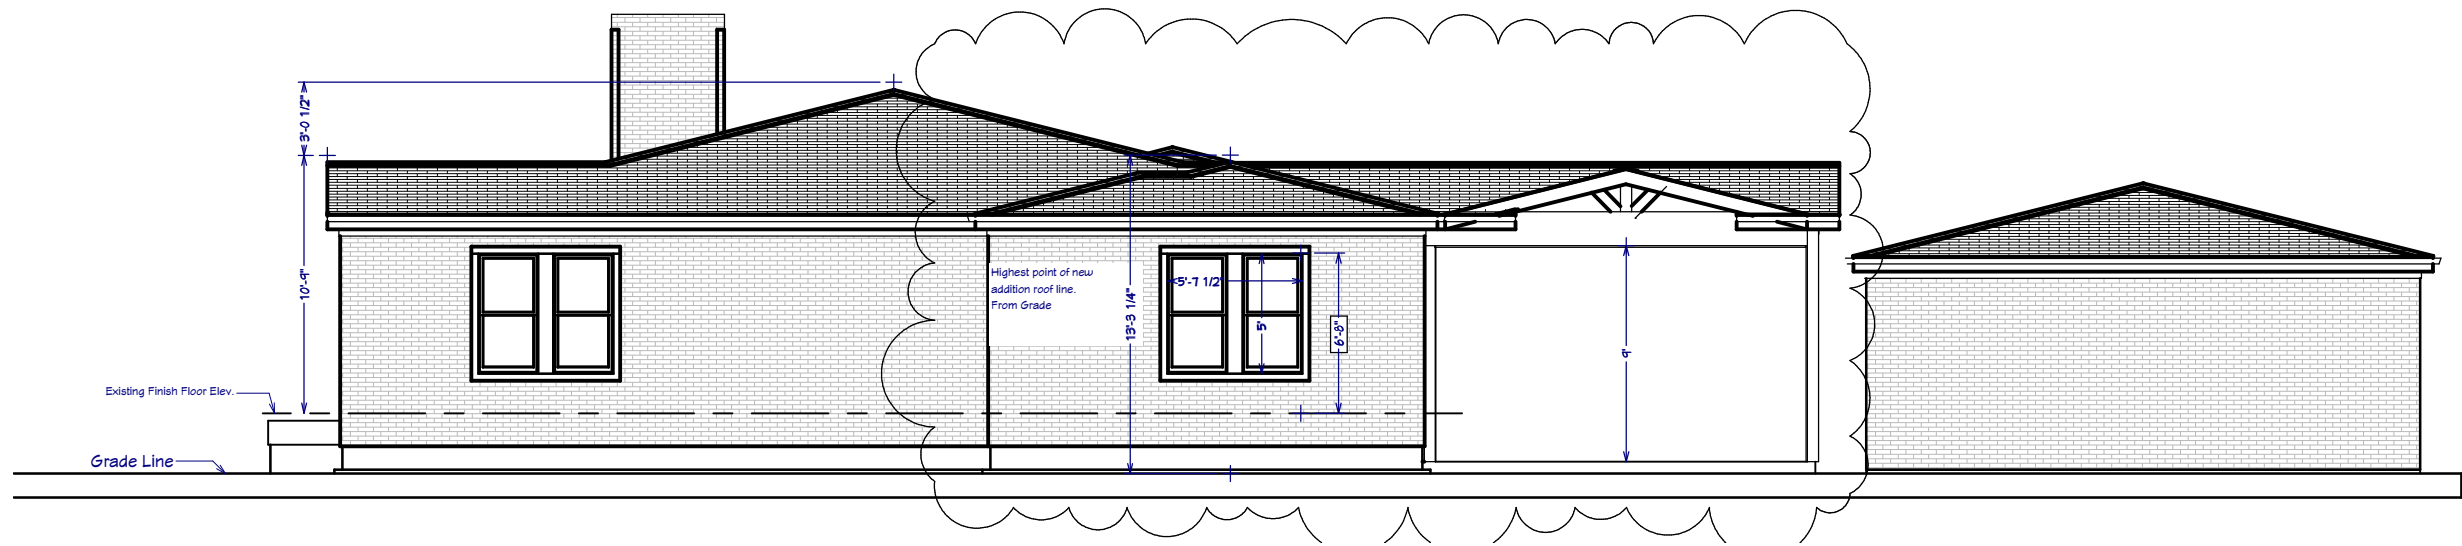 3'-0 1/2"
10'-9"
Highest point of new
addition roof line.
From Grade
13'-3 1/4"
5'-7 1/2"
5'
6'-8"
9'
Existing Finish Floor Elev.
Grade Line